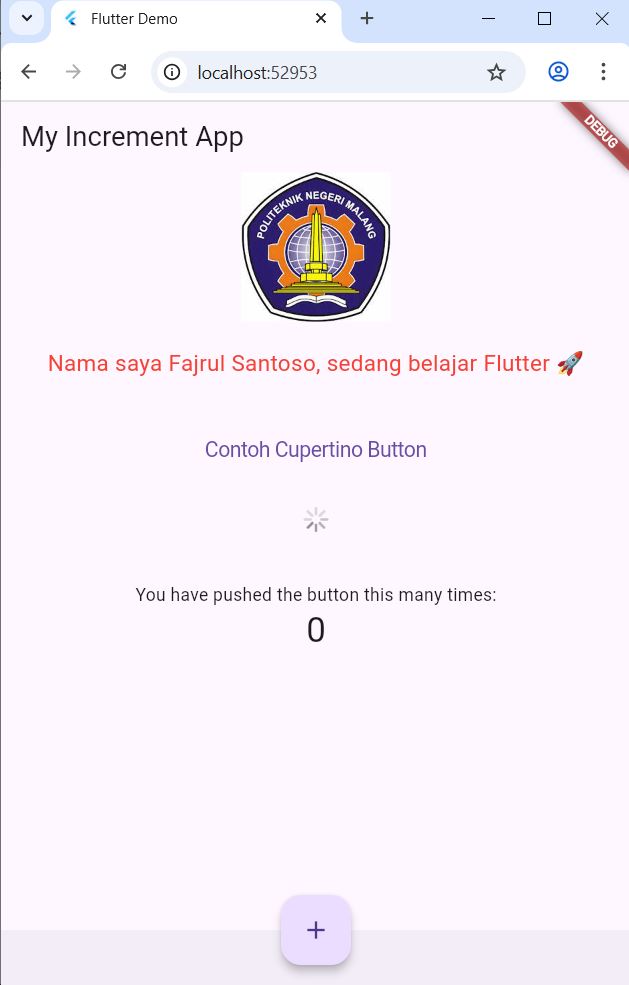 Flutter Demo
localhost:52953
DEBUG
My Increment App
POLITEKNIK NEGERI MALANG
Nama saya Fajrul Santoso, sedang belajar Flutter 🚀
Contoh Cupertino Button
You have pushed the button this many times:
0
+